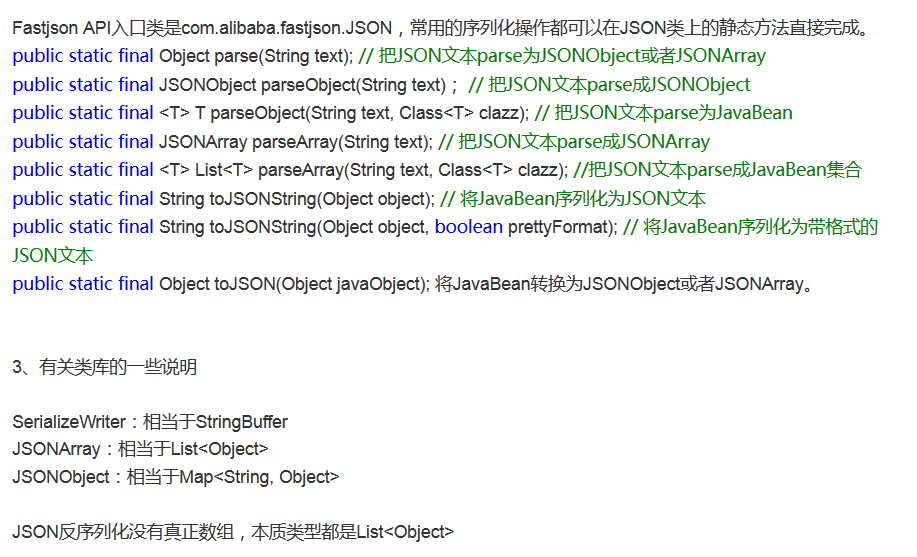 Fastjson API入口类是com.alibaba.fastjson.JSON，常用的序列化操作都可以在JSON类上的静态方法直接完成。
public static final Object parse(String text); // 把JSON文本parse为JSONObject或者JSONArray
public static final JSONObject parseObject(String text)； // 把JSON文本parse成JSONObject
public static final <T> T parseObject(String text, Class<T> clazz); // 把JSON文本parse为JavaBean
public static final JSONArray parseArray(String text); // 把JSON文本parse成JSONArray
public static final <T> List<T> parseArray(String text, Class<T> clazz); //把JSON文本parse成JavaBean集合
public static final String toJSONString(Object object); // 将JavaBean序列化为JSON文本
public static final String toJSONString(Object object, boolean prettyFormat); // 将JavaBean序列化为带格式的
JSON文本
public static final Object toJSON(Object javaObject); 将JavaBean转换为JSONObject或者JSONArray。
3、有关类库的一些说明
SerializeWriter：相当于StringBuffer
JSONArray：相当于List<Object>
JSONObject：相当于Map<String, Object>
JSON反序列化没有真正数组，本质类型都是List<Object>